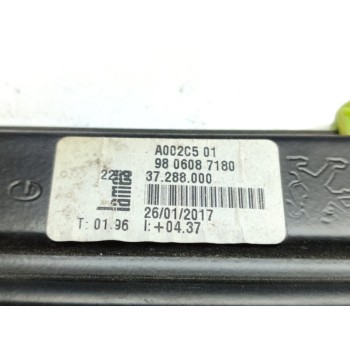 A002C5 01
98 0608 7180
37.288.000
26/01/2017
T: 01.96 I:+04.37
G